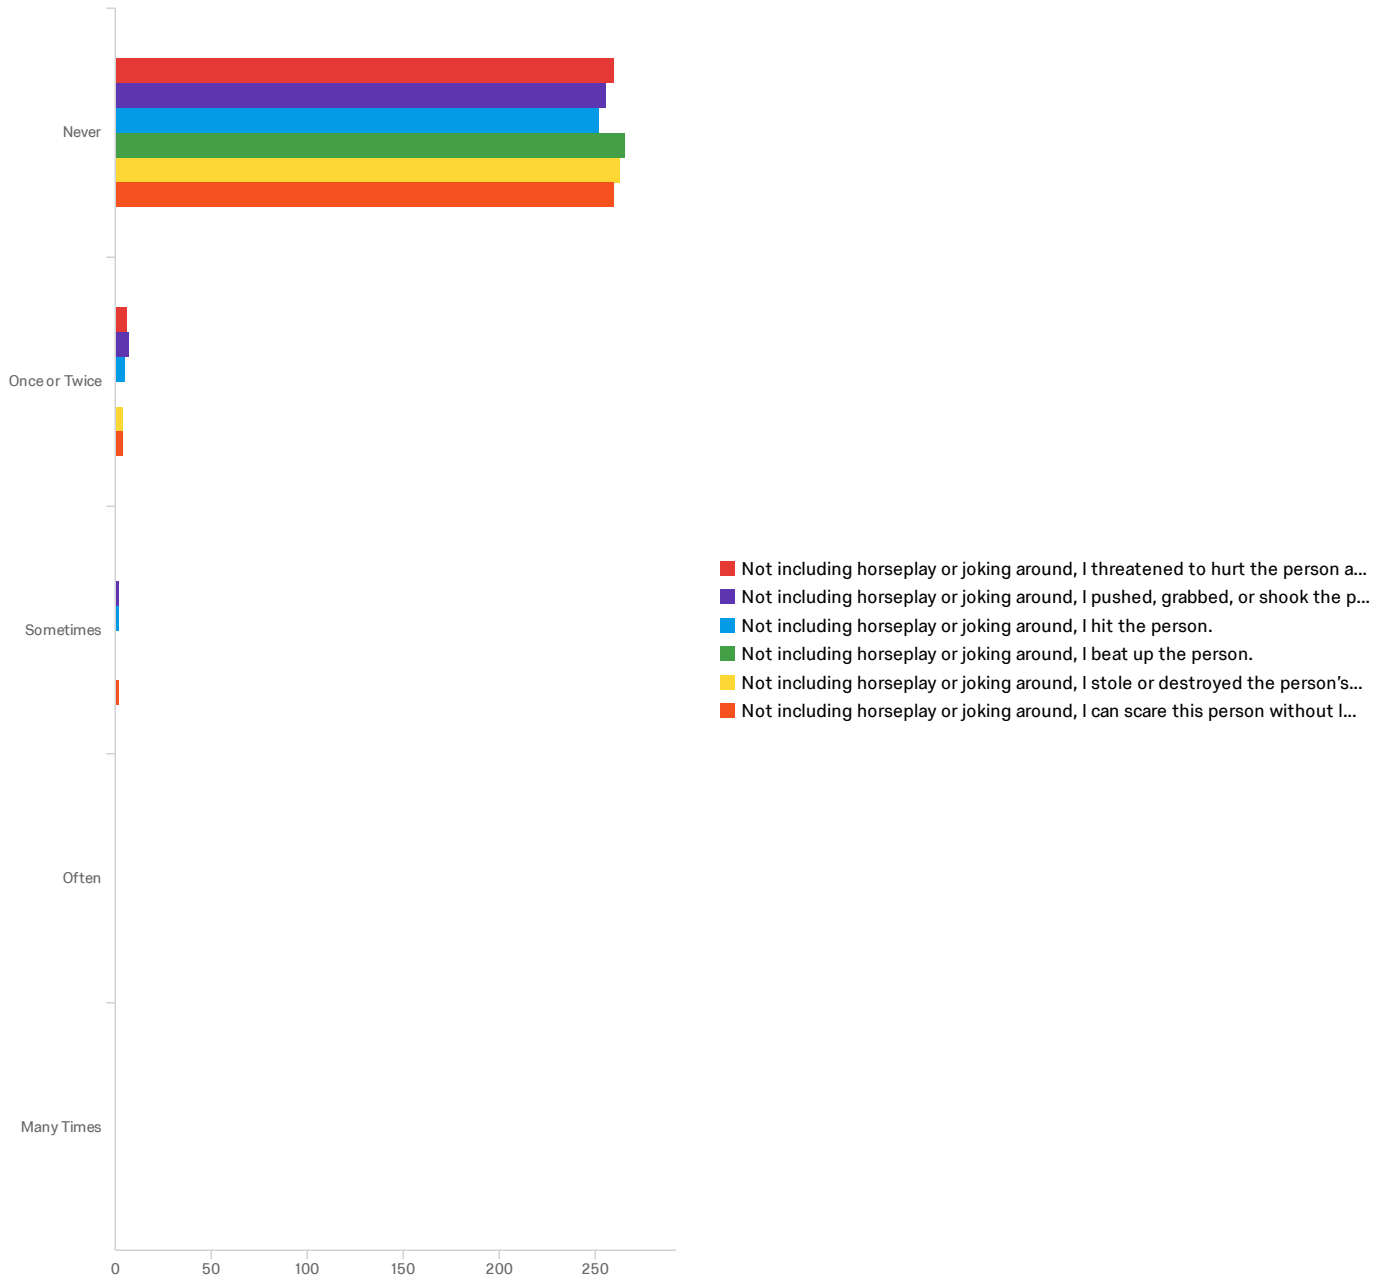 Never
Once or Twice
Sometimes
Often
Many Times
0 50 100 150 200 250
Not including horseplay or joking around, I threatened to hurt the person a...
Not including horseplay or joking around, I pushed, grabbed, or shook the p...
Not including horseplay or joking around, I hit the person.
Not including horseplay or joking around, I beat up the person.
Not including horseplay or joking around, I stole or destroyed the person’s...
Not including horseplay or joking around, I can scare this person without l...